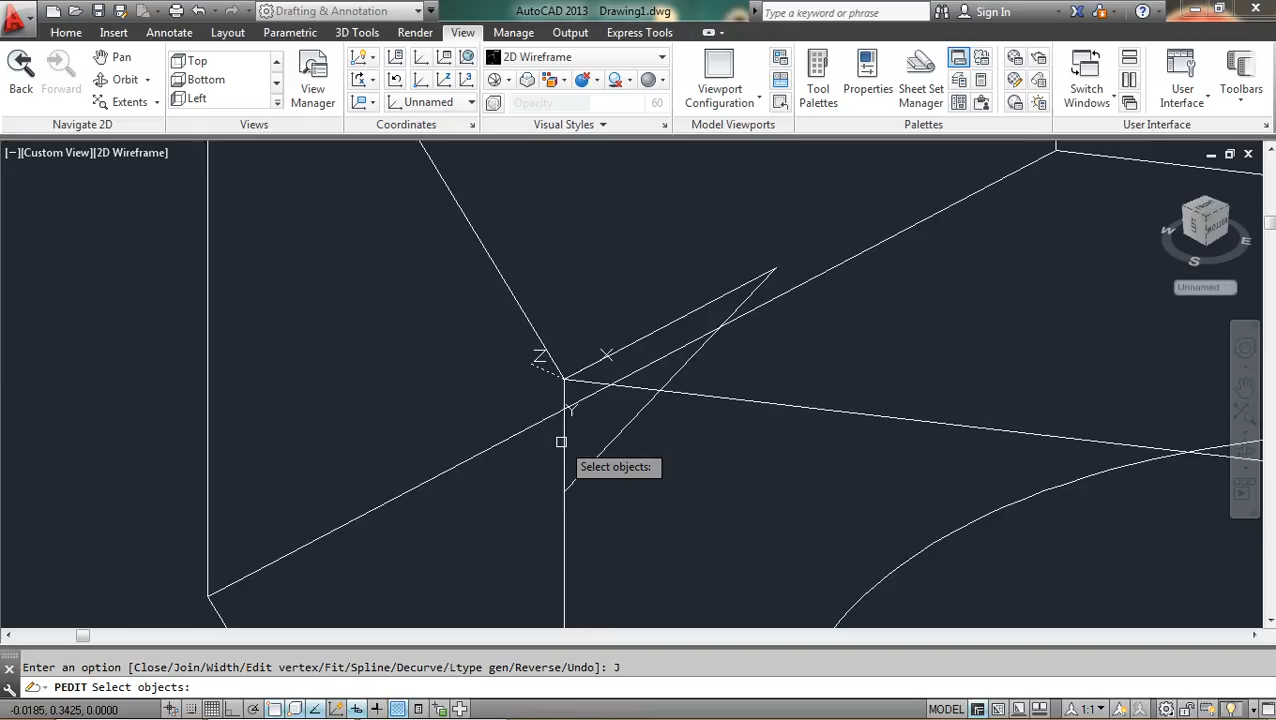 Drafting & Annotation
AutoCAD 2013 Drawing1.dwg
Type a keyword or phrase
Sign In
Home Insert Annotate Layout Parametric 3D Tools Render View Manage Output Express Tools
Back
Forward
Pan
Orbit
Extents
Navigate 2D
Top
Bottom
Left
View
Manager
Views
Unnamed
Coordinates
2D Wireframe
Opacity 60
Visual Styles
Viewport
Configuration
Model Viewports
Tool
Palettes
Properties
Sheet Set
Manager
Palettes
Switch
Windows
User
Interface
Toolbars
User Interface
[−][Custom View][2D Wireframe]
FRONT
LEFT
BOTTOM
W
E
S
Unnamed
Z
X
Y
Select objects:
Enter an option [Close/Join/Width/Edit vertex/Fit/Spline/Decurve/Ltype gen/Reverse/Undo]: J
PEDIT Select objects:
-0.0185, 0.3425, 0.0000
MODEL
1:1